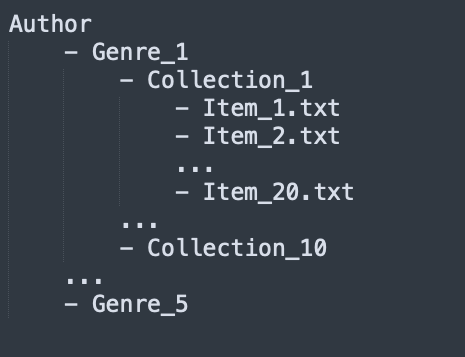 Author
- Genre_1
- Collection_1
- Item_1.txt
- Item_2.txt
...
- Item_20.txt
...
- Collection_10
...
- Genre_5